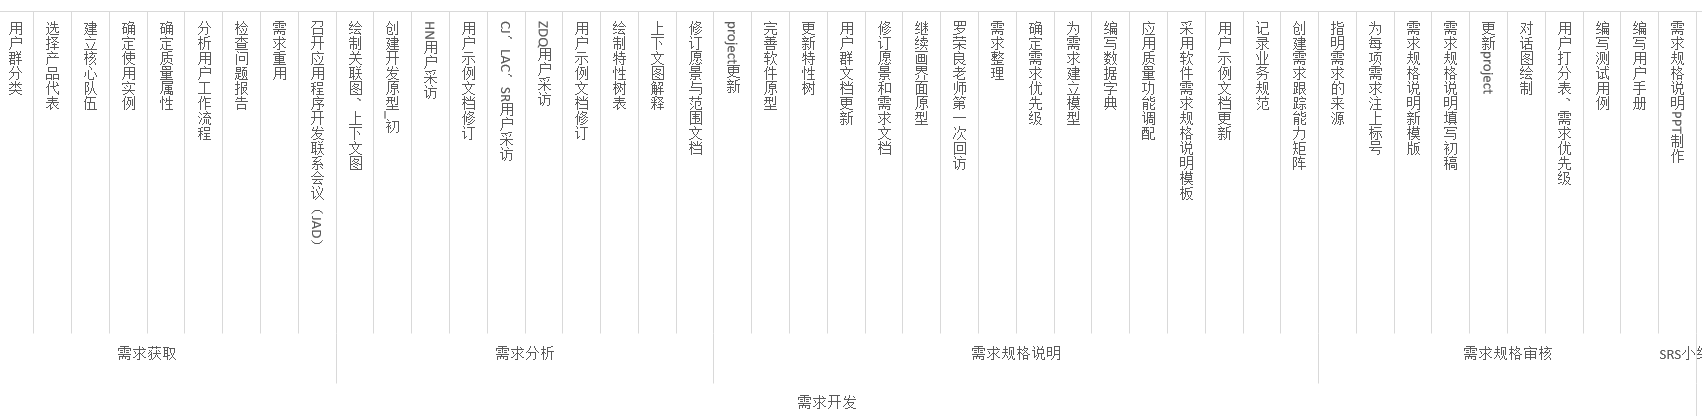 用户群分类
选择产品代表
建立核心队伍
确定使用实例
确定质量属性
分析用户工作流程
检查问题报告
需求重用
召开应用程序开发联系会议（JAD）
绘制关联图、上下文图
创建开发原型_初
HN用户采访
用户示例文档修订
CJ、LAC、SR用户采访
ZDQ用户采访
用户示例文档修订
绘制特性树表
上下文图解释
修订愿景与范围文档
project更新
完善软件原型
更新特性树
用户群文档更新
修订愿景和需求文档
继续画界面原型
罗荣良老师第一次回访
需求整理
确定需求优先级
为需求建立模型
编写数据字典
应用质量功能调配
采用软件需求规格说明模板
用户示例文档更新
记录业务规范
创建需求跟踪能力矩阵
指明需求的来源
为每项需求注上标号
需求规格说明新模版
需求规格说明填写初稿
更新project
对话图绘制
用户打分表、需求优先级
编写测试用例
编写用户手册
需求规格说明PPT制作
需求获取
需求分析
需求规格说明
需求规格审核
SRS小
需求开发